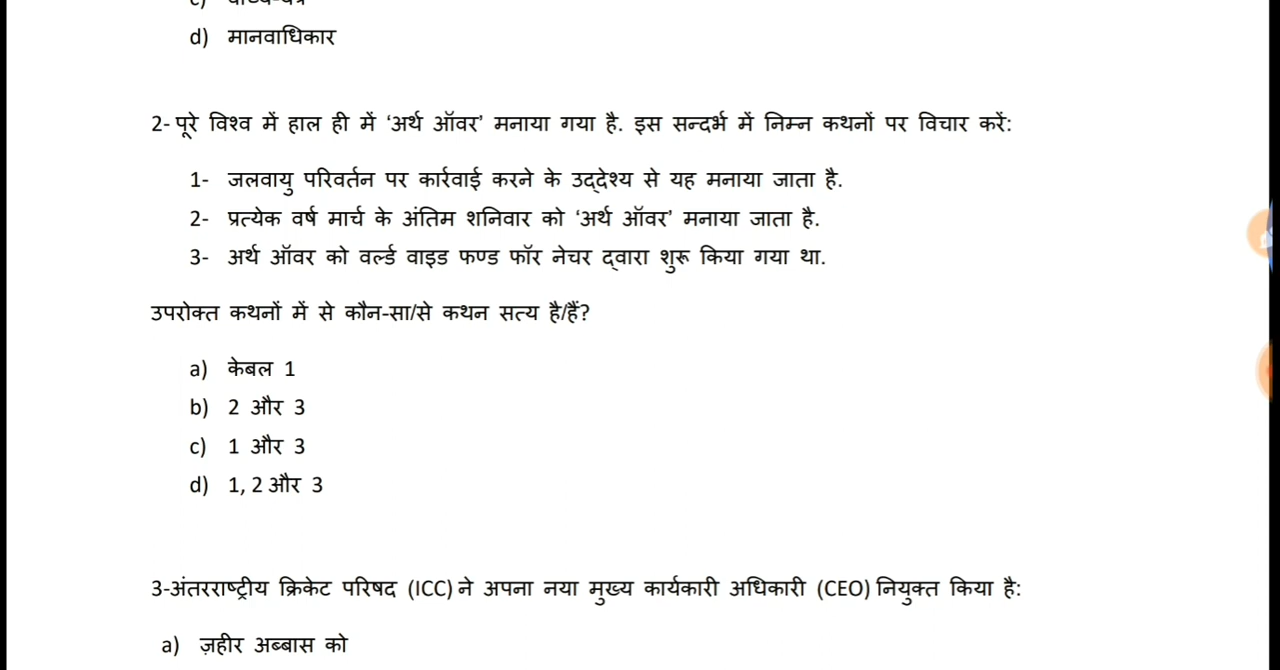 d) मानवाधिकार
2- पूरे विश्व में हाल ही में ‘अर्थ ऑवर’ मनाया गया है. इस सन्दर्भ में निम्न कथनों पर विचार करें:
1- जलवायु परिवर्तन पर कार्रवाई करने के उद्देश्य से यह मनाया जाता है.
2- प्रत्येक वर्ष मार्च के अंतिम शनिवार को ‘अर्थ ऑवर’ मनाया जाता है.
3- अर्थ ऑवर को वर्ल्ड वाइड फण्ड फॉर नेचर द्वारा शुरू किया गया था.
उपरोक्त कथनों में से कौन-सा/से कथन सत्य है/हैं?
a) केबल 1
b) 2 और 3
c) 1 और 3
d) 1, 2 और 3
3-अंतरराष्ट्रीय क्रिकेट परिषद (ICC) ने अपना नया मुख्य कार्यकारी अधिकारी (CEO) नियुक्त किया है:
a) ज़हीर अब्बास को